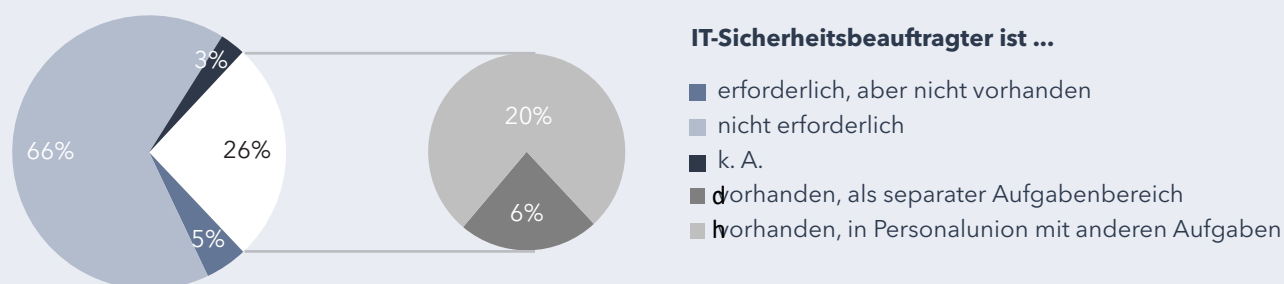 IT-Sicherheitsbeauftragter ist ...
3%
66%
26%
5%
20%
6%
erforderlich, aber nicht vorhanden
nicht erforderlich
k. A.
d vorhanden, als separater Aufgabenbereich
h vorhanden, in Personalunion mit anderen Aufgaben